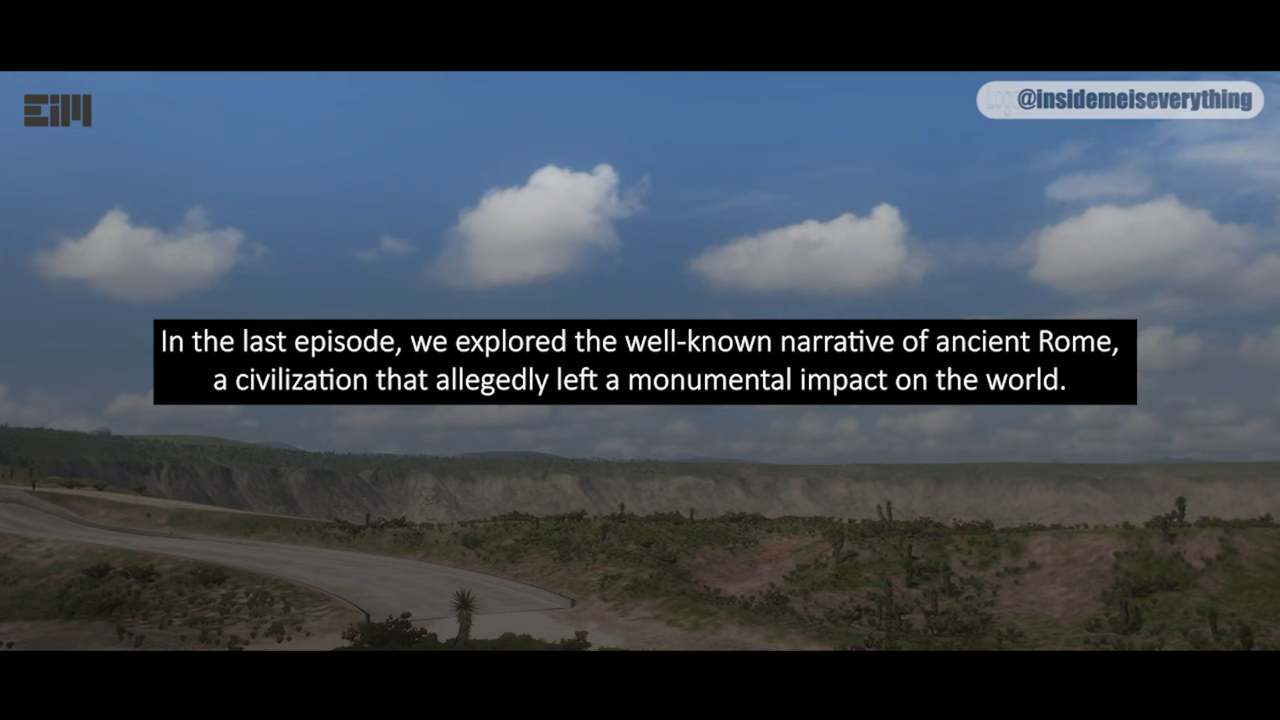 EiM
@insidemeiseverything
In the last episode, we explored the well-known narrative of ancient Rome,
a civilization that allegedly left a monumental impact on the world.